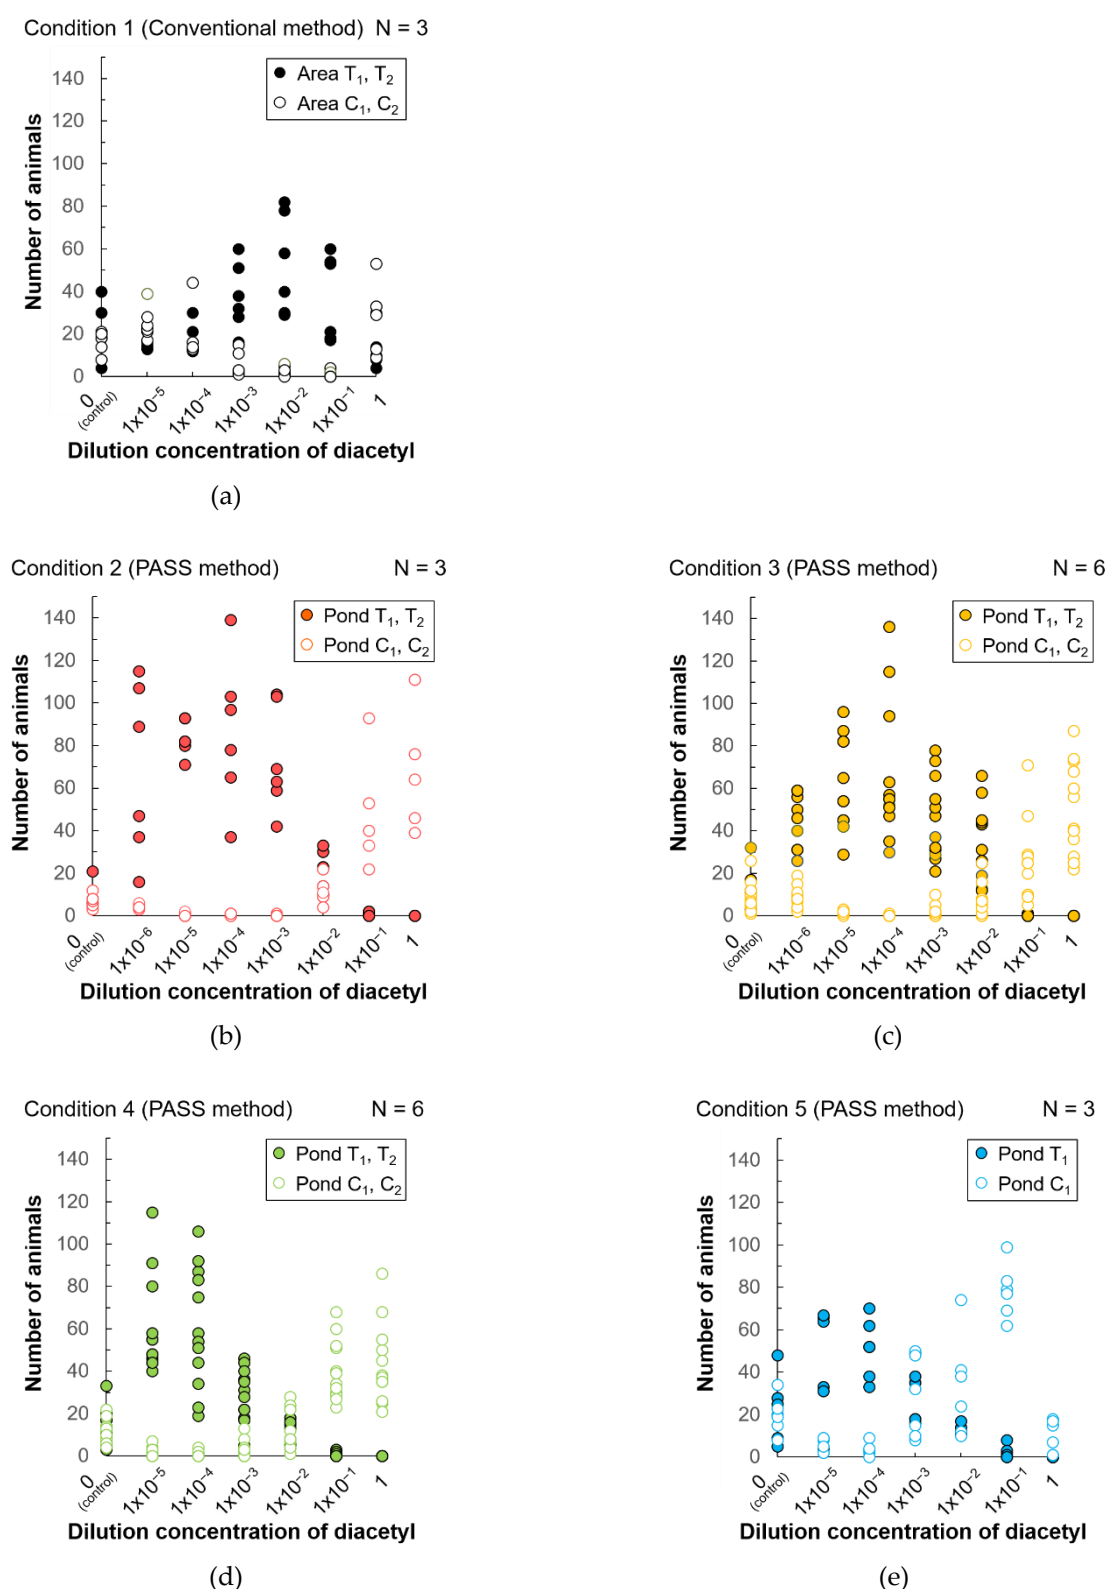 Condition 1 (Conventional method) N = 3
Area T₁, T₂
Area C₁, C₂
Number of animals
140
120
100
80
60
40
20
0
0 (control)
1x10⁻⁵
1x10⁻⁴
1x10⁻³
1x10⁻²
1x10⁻¹
1
Dilution concentration of diacetyl
(a)
Condition 2 (PASS method) N = 3
Pond T₁, T₂
Pond C₁, C₂
Number of animals
140
120
100
80
60
40
20
0
0 (control)
1x10⁻⁶
1x10⁻⁵
1x10⁻⁴
1x10⁻³
1x10⁻²
1x10⁻¹
1
Dilution concentration of diacetyl
(b)
Condition 3 (PASS method) N = 6
Pond T₁, T₂
Pond C₁, C₂
Number of animals
140
120
100
80
60
40
20
0
0 (control)
1x10⁻⁶
1x10⁻⁵
1x10⁻⁴
1x10⁻³
1x10⁻²
1x10⁻¹
1
Dilution concentration of diacetyl
(c)
Condition 4 (PASS method) N = 6
Pond T₁, T₂
Pond C₁, C₂
Number of animals
140
120
100
80
60
40
20
0
0 (control)
1x10⁻⁵
1x10⁻⁴
1x10⁻³
1x10⁻²
1x10⁻¹
1
Dilution concentration of diacetyl
(d)
Condition 5 (PASS method) N = 3
Pond T₁
Pond C₁
Number of animals
140
120
100
80
60
40
20
0
0 (control)
1x10⁻⁵
1x10⁻⁴
1x10⁻³
1x10⁻²
1x10⁻¹
1
Dilution concentration of diacetyl
(e)